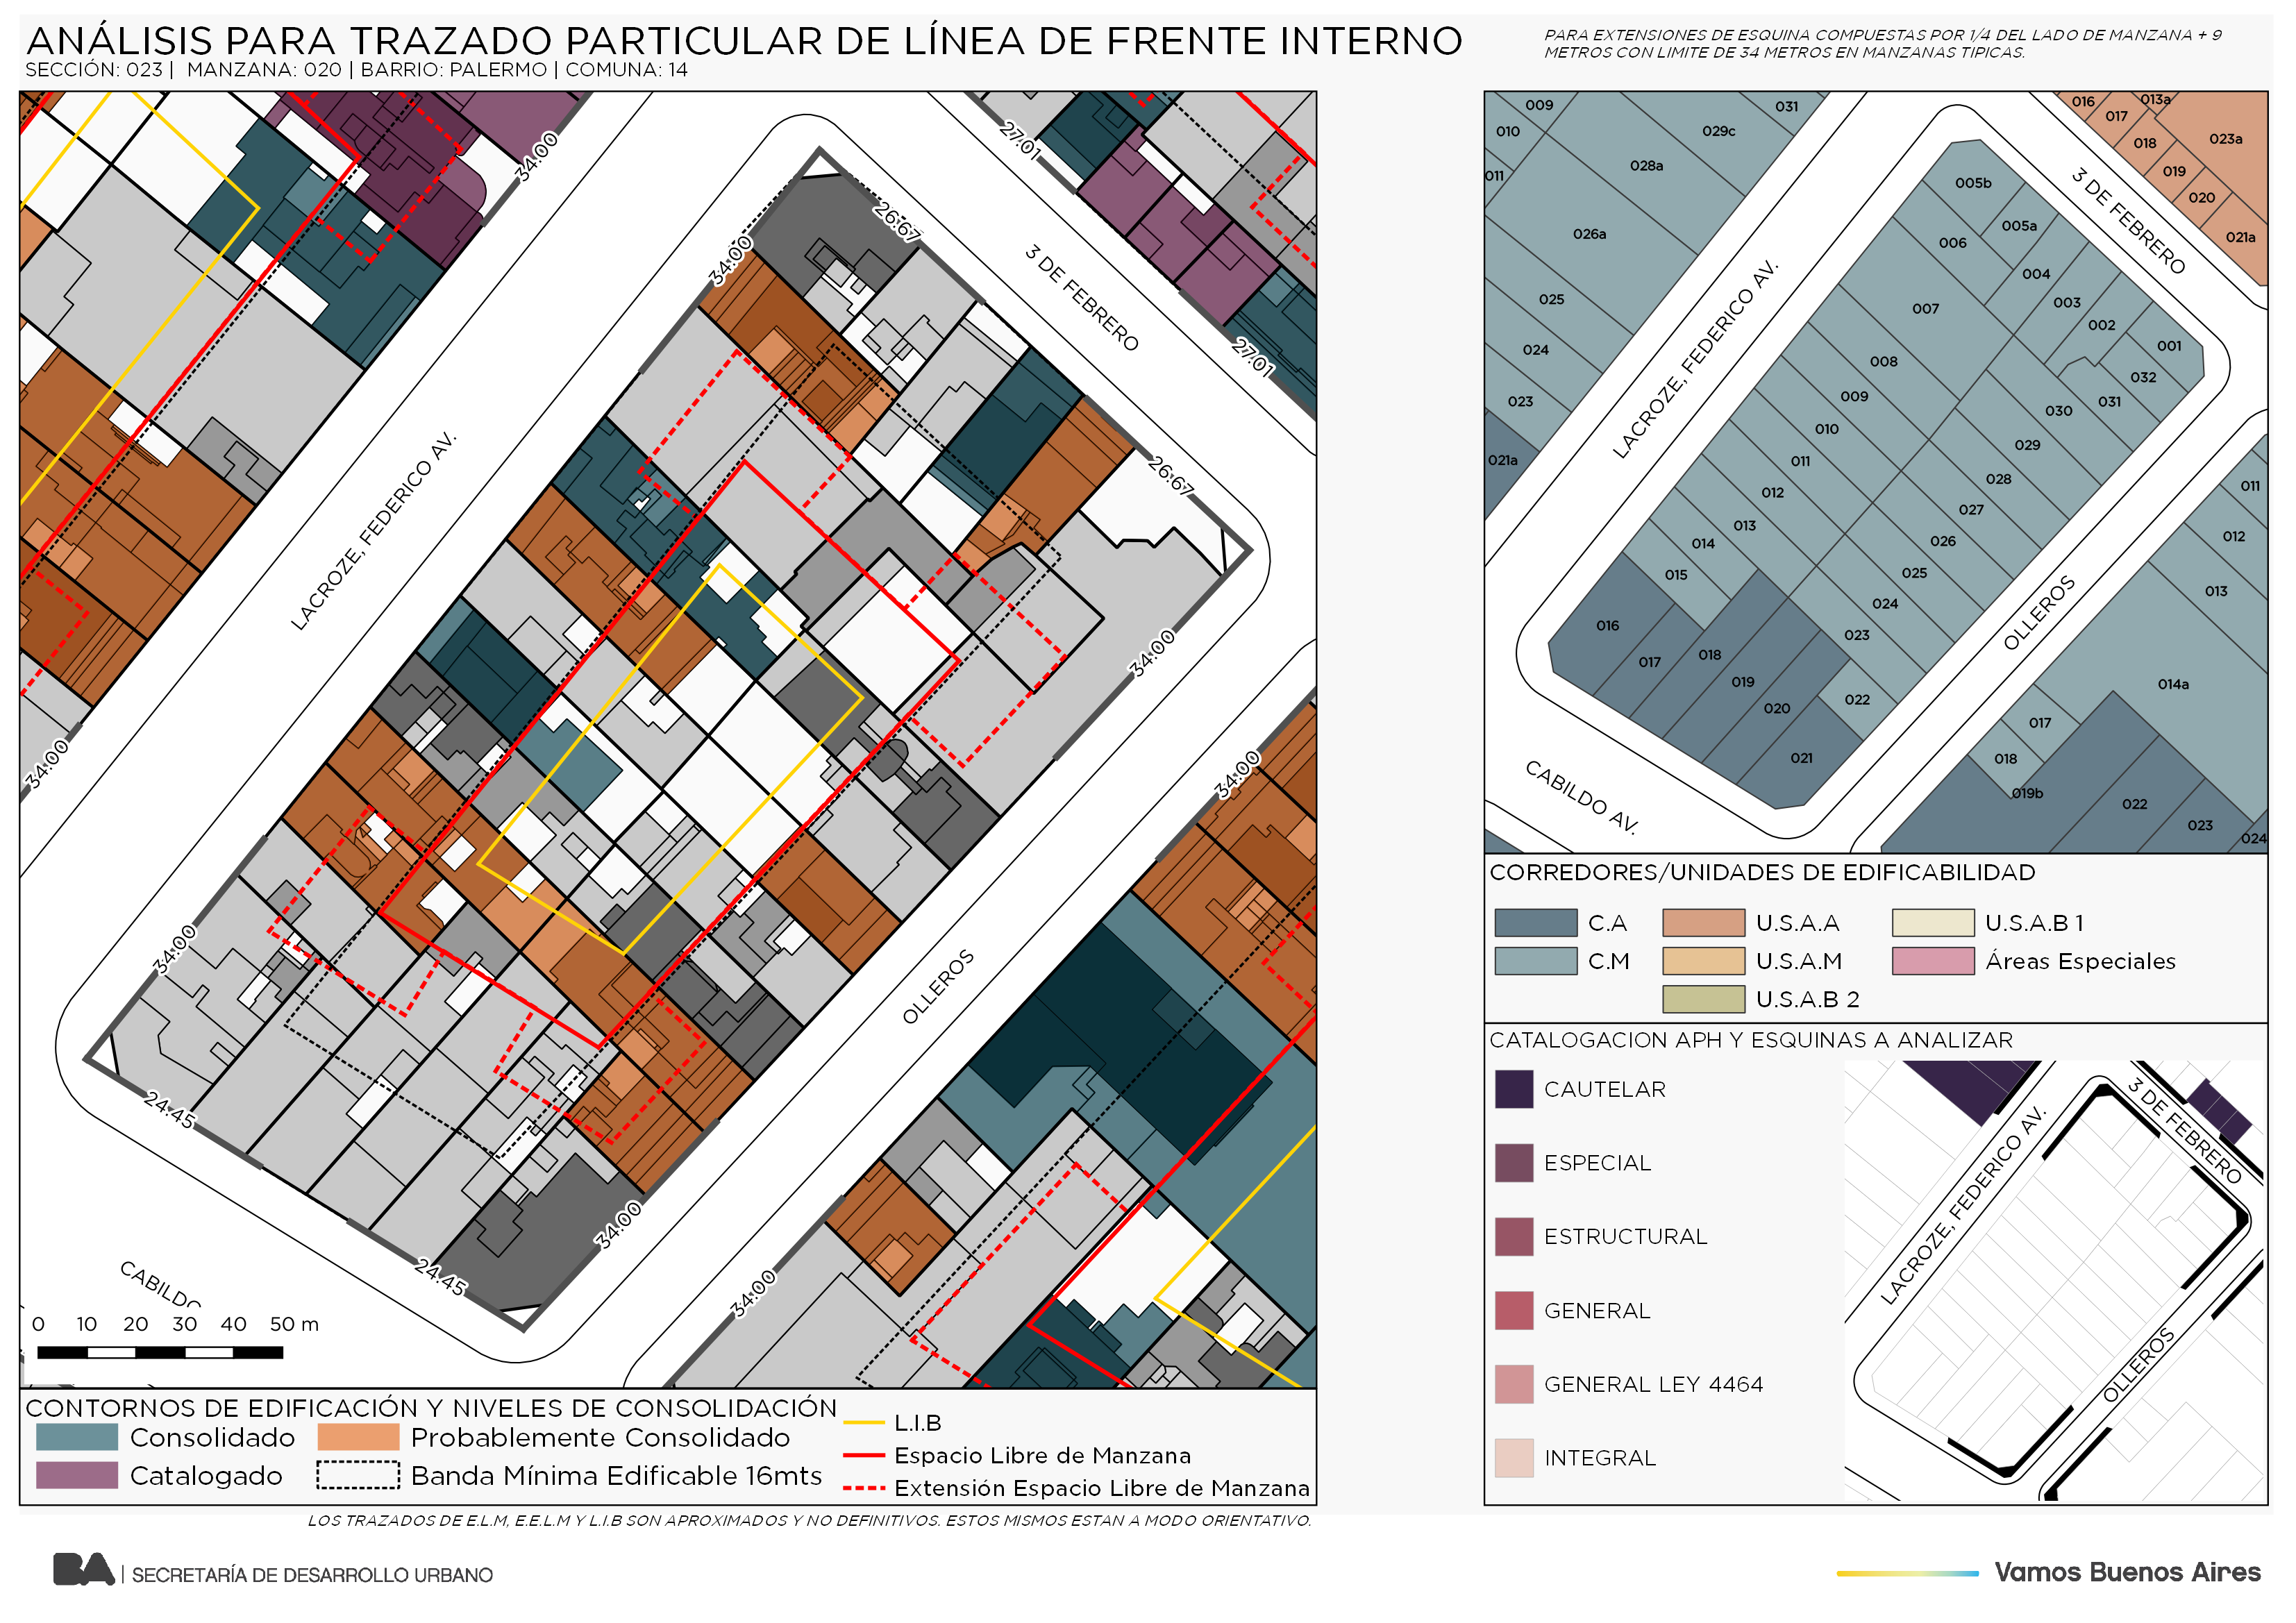 ANÁLISIS PARA TRAZADO PARTICULAR DE LÍNEA DE FRENTE INTERNO
SECCIÓN: 023 | MANZANA: 020 | BARRIO: PALERMO | COMUNA: 14
PARA EXTENSIONES DE ESQUINA COMPUESTAS POR 1/4 DEL LADO DE MANZANA + 9
METROS CON LIMITE DE 34 METROS EN MANZANAS TIPICAS.
34:00
27.01
34:00
26.67
3 DE FEBRERO
27.01
LACROZE, FEDERICO AV.
26.67
34:00
34:00
34:00
34:00
OLLEROS
24.45
34:00
24.45
34:00
CABILDO
0 10 20 30 40 50 m
CONTORNOS DE EDIFICACIÓN Y NIVELES DE CONSOLIDACIÓN
Consolidado
Probablemente Consolidado
Catalogado
Banda Mínima Edificable 16mts
L.I.B
Espacio Libre de Manzana
Extensión Espacio Libre de Manzana
LOS TRAZADOS DE E.L.M, E.E.L.M Y L.I.B SON APROXIMADOS Y NO DEFINITIVOS. ESTOS MISMOS ESTAN A MODO ORIENTATIVO.
009
010
011
031
029c
028a
026a
025
024
023
021a
016
013a
017
018
019
020
023a
021a
3 DE FEBRERO
LACROZE, FEDERICO AV.
005b
005a
006
004
003
002
001
007
032
031
030
008
009
029
010
028
011
027
012
026
013
025
014
024
015
023
016
017
018
019
022
020
021
OLLEROS
CABILDO AV.
011
012
013
014a
017
018
019b
022
023
024
CORREDORES/UNIDADES DE EDIFICABILIDAD
C.A
U.S.A.A
U.S.A.B 1
C.M
U.S.A.M
Áreas Especiales
U.S.A.B 2
CATALOGACION APH Y ESQUINAS A ANALIZAR
CAUTELAR
ESPECIAL
ESTRUCTURAL
GENERAL
GENERAL LEY 4464
INTEGRAL
3 DE FEBRERO
LACROZE, FEDERICO AV.
OLLEROS
BA | SECRETARÍA DE DESARROLLO URBANO
Vamos Buenos Aires